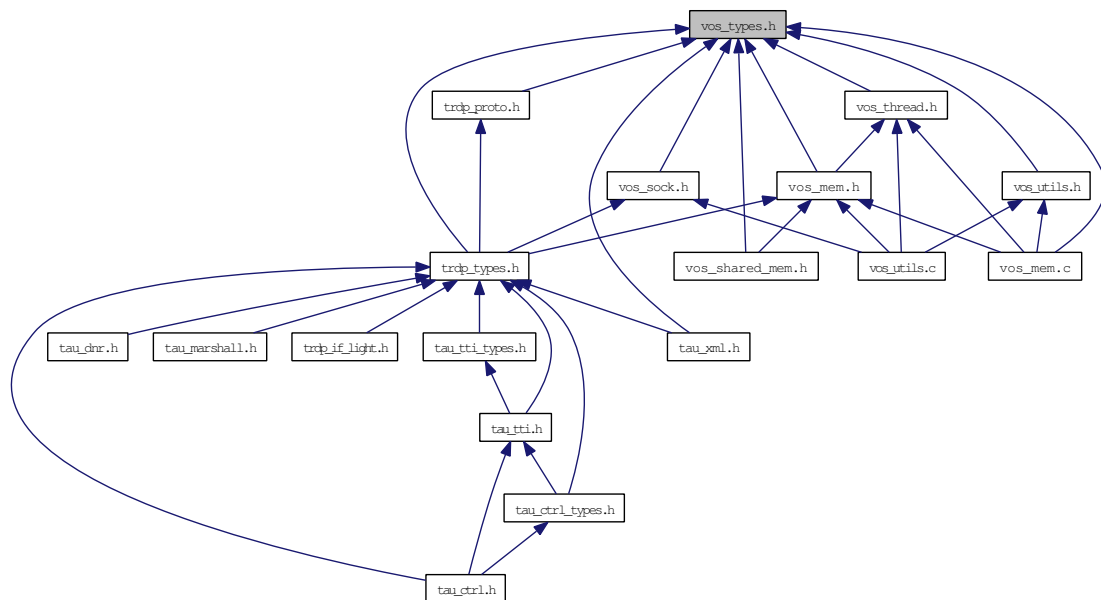 vos_types.h
trdp_proto.h
vos_thread.h
vos_sock.h
vos_mem.h
vos_utils.h
trdp_types.h
vos_shared_mem.h
vos_utils.c
vos_mem.c
tau_dnr.h
tau_marshall.h
trdp_if_light.h
tau_tti_types.h
tau_xml.h
tau_tti.h
tau_ctrl_types.h
tau_ctrl.h